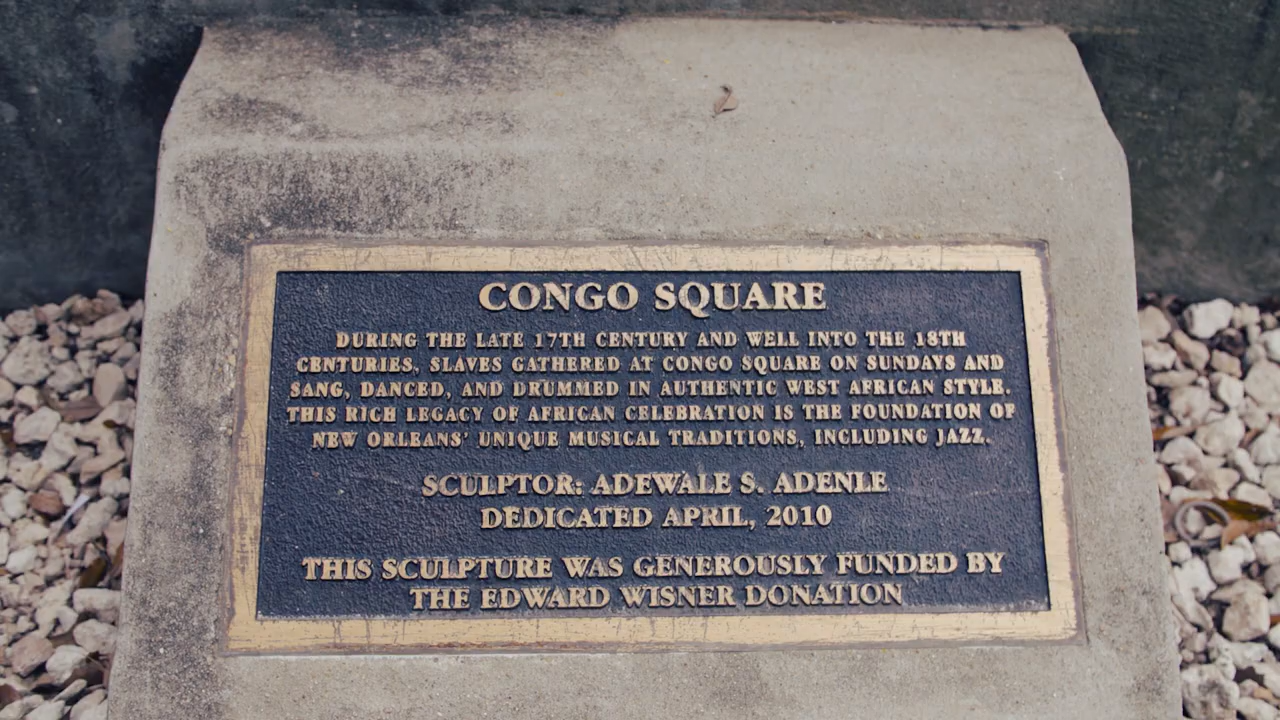 CONGO SQUARE
DURING THE LATE 17TH CENTURY AND WELL INTO THE 18TH
CENTURIES, SLAVES GATHERED AT CONGO SQUARE ON SUNDAYS AND
SANG, DANCED, AND DRUMMED IN AUTHENTIC WEST AFRICAN STYLE.
THIS RICH LEGACY OF AFRICAN CELEBRATION IS THE FOUNDATION OF
NEW ORLEANS' UNIQUE MUSICAL TRADITIONS, INCLUDING JAZZ.
SCULPTOR: ADEWALE S. ADENLE
DEDICATED APRIL, 2010
THIS SCULPTURE WAS GENEROUSLY FUNDED BY
THE EDWARD WISNER DONATION